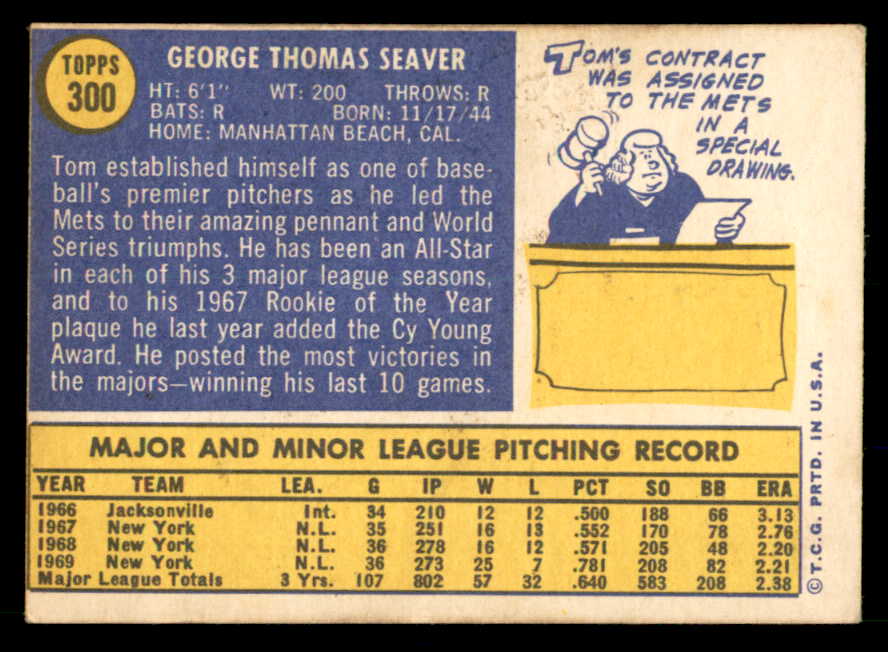 TOPPS
300
GEORGE THOMAS SEAVER
HT: 6'1" WT: 200 THROWS: R
BATS: R BORN: 11/17/44
HOME: MANHATTAN BEACH, CAL.
Tom established himself as one of base-
ball's premier pitchers as he led the
Mets to their amazing pennant and World
Series triumphs. He has been an All-Star
in each of his 3 major league seasons,
and to his 1967 Rookie of the Year
plaque he last year added the Cy Young
Award. He posted the most victories in
the majors—winning his last 10 games.
TOM'S CONTRACT
WAS ASSIGNED
TO THE METS
IN A
SPECIAL
DRAWING.
MAJOR AND MINOR LEAGUE PITCHING RECORD
YEAR TEAM LEA. G IP W L PCT SO BB ERA
1966 Jacksonville Int. 34 210 12 12 .500 188 66 3.13
1967 New York N.L. 35 251 16 13 .552 170 78 2.76
1968 New York N.L. 36 278 16 12 .571 205 48 2.20
1969 New York N.L. 36 273 25 7 .781 208 82 2.21
Major League Totals 3 Yrs. 107 802 57 32 .640 583 208 2.38
© T.C.G. PRTD. IN U.S.A.